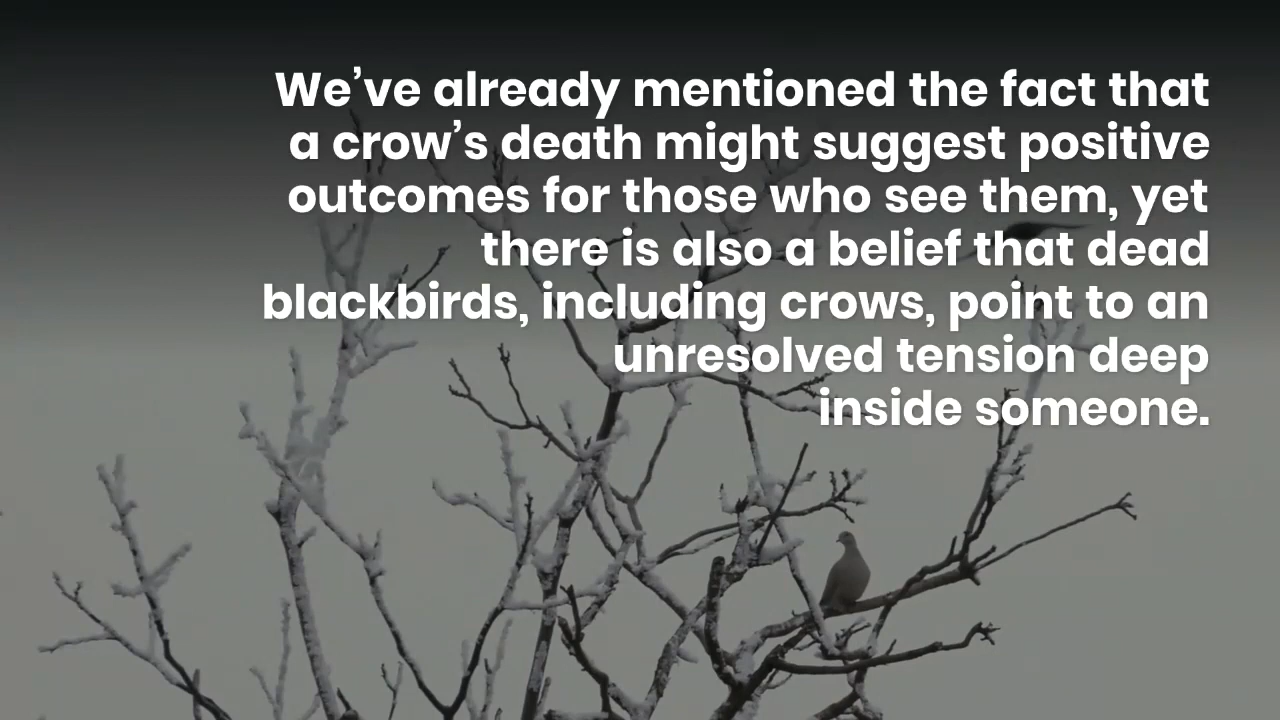 We’ve already mentioned the fact that
a crow’s death might suggest positive
outcomes for those who see them, yet
there is also a belief that dead
blackbirds, including crows, point to an
unresolved tension deep
inside someone.